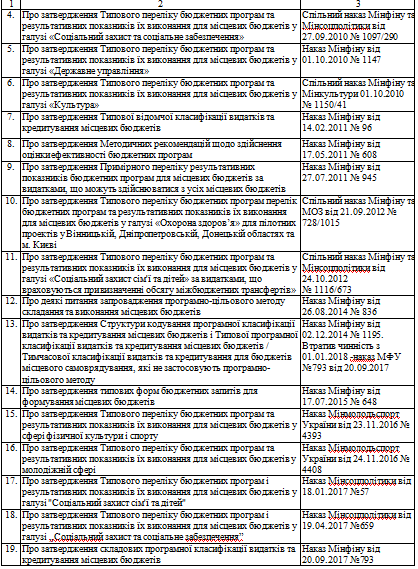 1 2 3
4. Про затвердження Типового переліку бюджетних програм та Спільний наказ Мінфіну та
результативних показників їх виконання для місцевих бюджетів у Мінсоцполітики від
галузі «Соціальний захист та соціальне забезпечення» 27.09.2010 № 1097/290
5. Про затвердження Типового переліку бюджетних програм та Наказ Мінфіну від
результативних показників їх виконання для місцевих бюджетів у 01.10.2010 № 1147
галузі «Державне управління»
6. Про затвердження Типового переліку бюджетних програм та Спільний наказ Мінфіну та
результативних показників їх виконання для місцевих бюджетів у Мінкультури 01.10.2010
галузі «Культура» № 1150/41
7. Про затвердження Типової відомчої класифікації видатків та Наказ Мінфіну від
кредитування місцевих бюджетів 14.02.2011 № 96
8. Про затвердження Методичних рекомендацій щодо здійснення Наказ Мінфіну від
оцінкиефективності бюджетних програм 17.05.2011 № 608
9. Про затвердження Примірного переліку результативних Наказ Мінфіну від
показників бюджетних програм для місцевих бюджетів за 27.07.2011 № 945
видатками, що можуть здійснюватися з усіх місцевих бюджетів
10. Про затвердження Типового переліку бюджетних програм перелік Спільний наказ Мінфіну та
бюджетних програм та результативних показників їх виконання МОЗ від 21.09.2012 №
для місцевих бюджетів у галузі «Охорона здоров'я» для пілотних 728/1015
проектів у Вінницькій, Дніпропетровській, Донецькій областях та
м. Києві
11. Про затвердження Типового переліку бюджетних програм та Спільний наказ Мінфіну та
результативних показників їх виконання для місцевих бюджетів у Мінсоцполітики від
галузі «Соціальний захист сім'ї та дітей» за видатками, що 24.10.2012
враховуються при визначенні обсягу міжбюджетних трансфертів» № 1116/673
12. Про деякі питання запровадження програмно-цільового методу Наказ Мінфіну від
складання та виконання місцевих бюджетів 26.08.2014 № 836
13. Про затвердження Структури кодування програмної класифікації Наказ Мінфіну від
видатків та кредитування місцевих бюджетів і Типової програмної 02.12.2014 № 1195.
класифікації видатків та кредитування місцевих бюджетів / Втратив чинність з
Тимчасової класифікації видатків та кредитування для бюджетів 01.01.2018 -наказ МФУ
місцевого самоврядування, які не застосовують програмно- №793 від 20.09.2017
цільового методу
14. Про затвердження типових форм бюджетних запитів для Наказ Мінфіну від
формування місцевих бюджетів 17.07.2015 № 648
15. Про затвердження Типового переліку бюджетних програм та Наказ Мінмолодьспорт
результативних показників їх виконання для місцевих бюджетів у України від 23.11.2016 №
сфері фізичної культури і спорту 4393
16. Про затвердження Типового переліку бюджетних програм та Наказ Мінмолодьспорт
результативних показників їх виконання для місцевих бюджетів у України від 24.11.2016 №
молодіжній сфері 4408
17. Про затвердження Типового переліку бюджетних програм і Наказ Мінфіну від
результативних показників їх виконання для місцевих бюджетів у 18.01.2017 №57
галузі "Соціальний захист сім'ї та дітей"
18. Про затвердження Типового переліку бюджетних програм і Наказ Мінфіну від
результативних показників їх виконання для місцевих бюджетів у 19.04.2017 №659
галузі „Соціальний захист та соціальне забезпечення”
19. Про затвердження складових програмної класифікації видатків та Наказ Мінфіну від
кредитування місцевих бюджетів 20.09.2017 №793